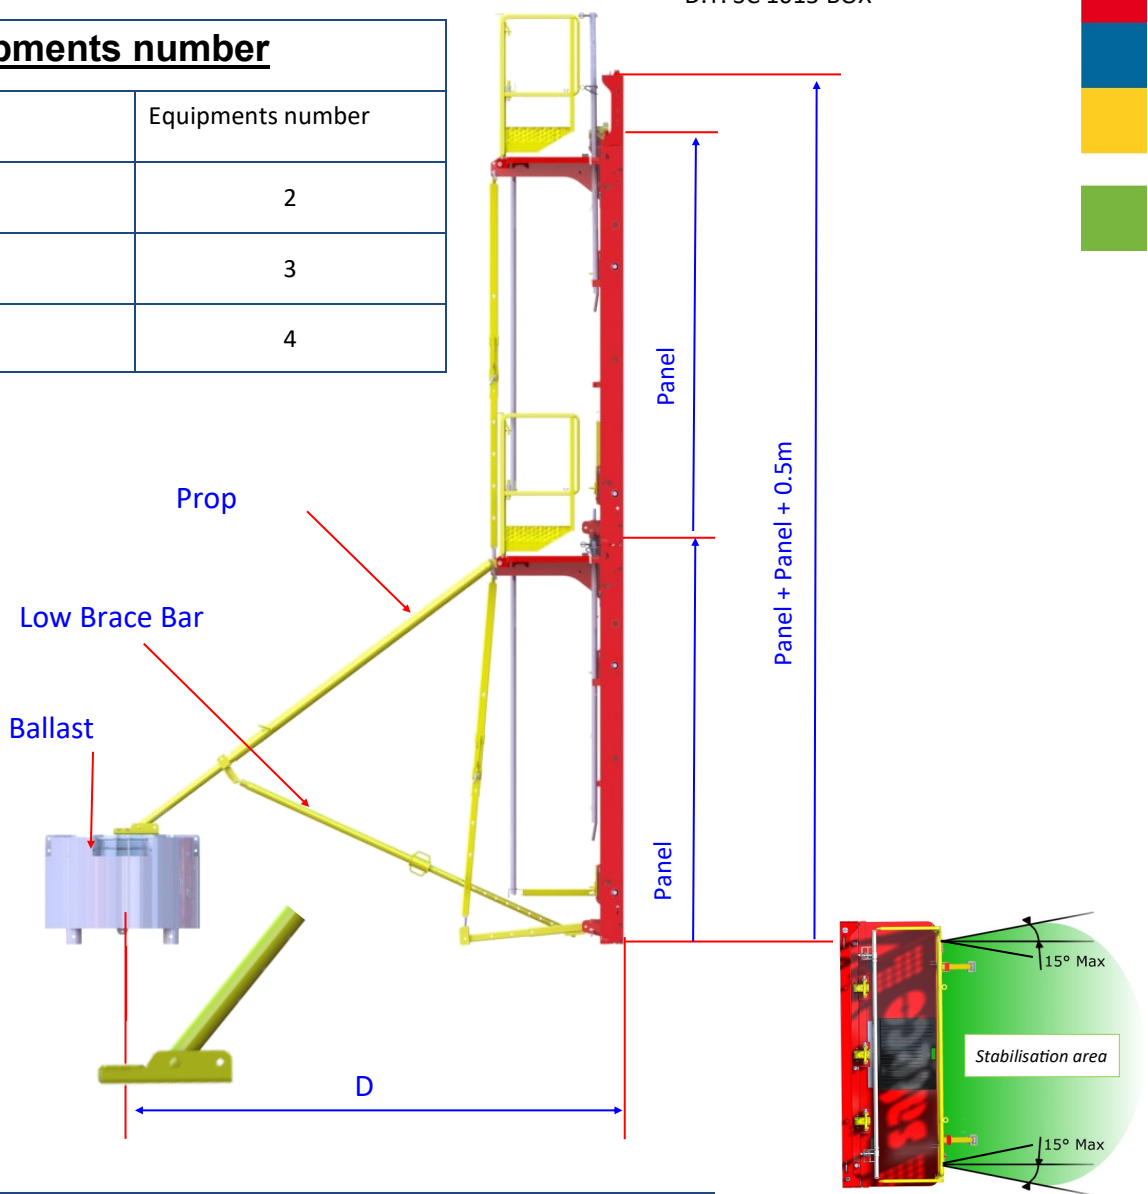 pments number
Equipments number
2
3
4
Panel
Panel + Panel + 0.5m
Prop
Low Brace Bar
Ballast
Panel
15° Max
Stabilisation area
D
15° Max